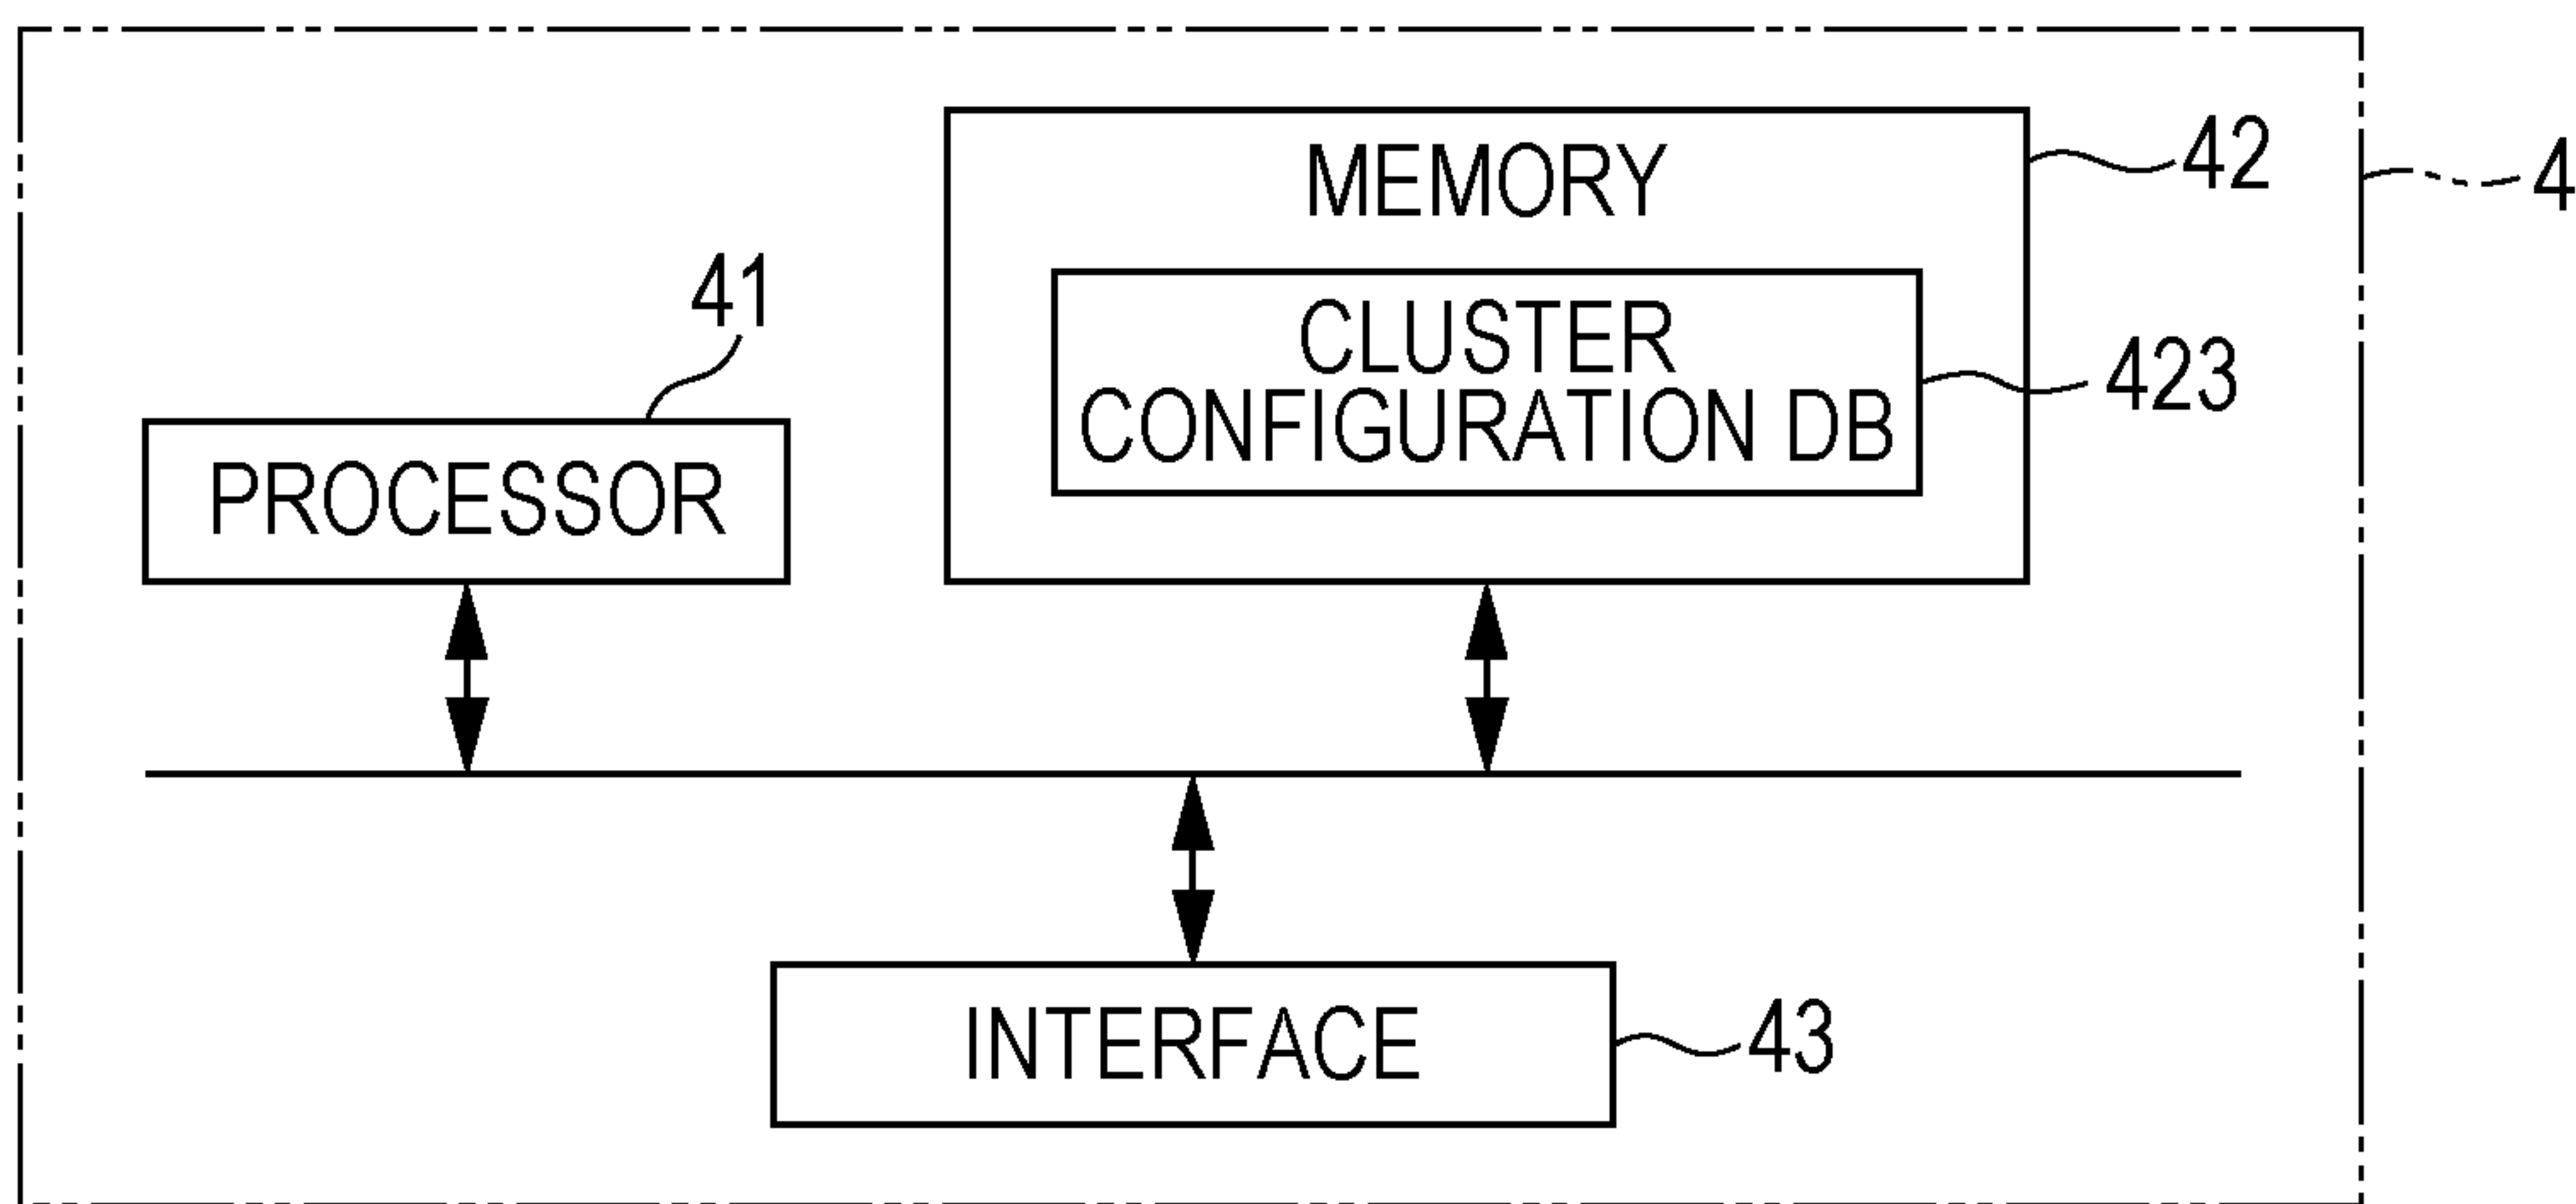 MEMORY
42
4
41
CLUSTER
CONFIGURATION DB
423
PROCESSOR
INTERFACE
43